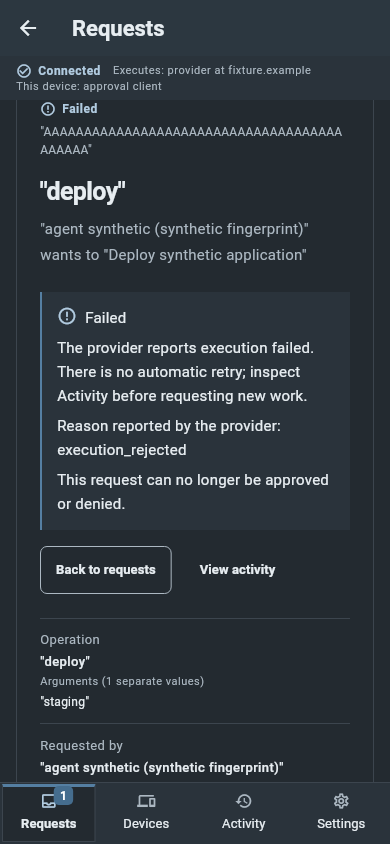 Requests
Connected Executes: provider at fixture.example
This device: approval client
Failed
"AAAAAAAAAAAAAAAAAAAAAAAAAAAAAAAAAAAAA
AAAAAA"
"deploy"
"agent synthetic (synthetic fingerprint)"
wants to "Deploy synthetic application"
Failed
The provider reports execution failed.
There is no automatic retry; inspect
Activity before requesting new work.
Reason reported by the provider:
execution_rejected
This request can no longer be approved
or denied.
Back to requests View activity
Operation
"deploy"
Arguments (1 separate values)
"staging"
Requested by
"agent synthetic (synthetic fingerprint)"
1
Requests Devices Activity Settings